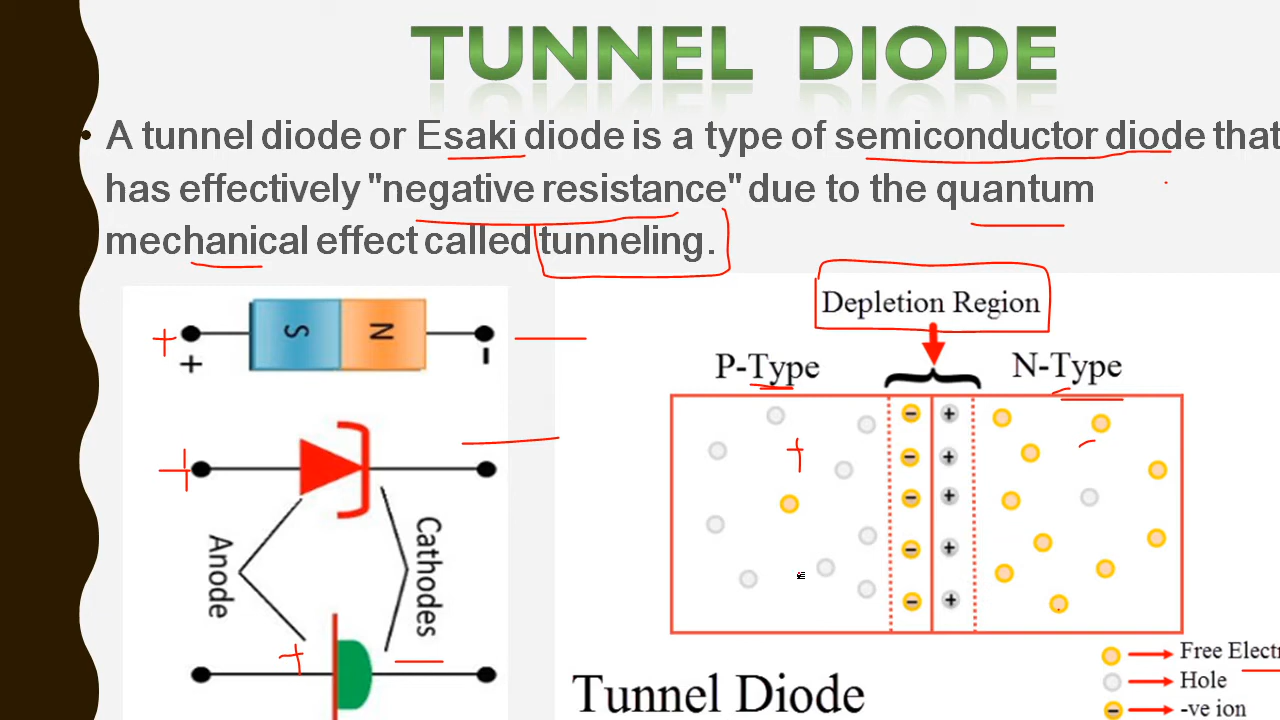 TUNNEL DIODE
• A tunnel diode or Esaki diode is a type of semiconductor diode that
has effectively "negative resistance" due to the quantum
mechanical effect called tunneling.
Depletion Region
P-Type
N-Type
S N
+ -
+ -
Anode
Cathodes
- +
- +
- +
- +
- +
+
-
+
-
+
-
Tunnel Diode
Free Electr
Hole
-ve ion